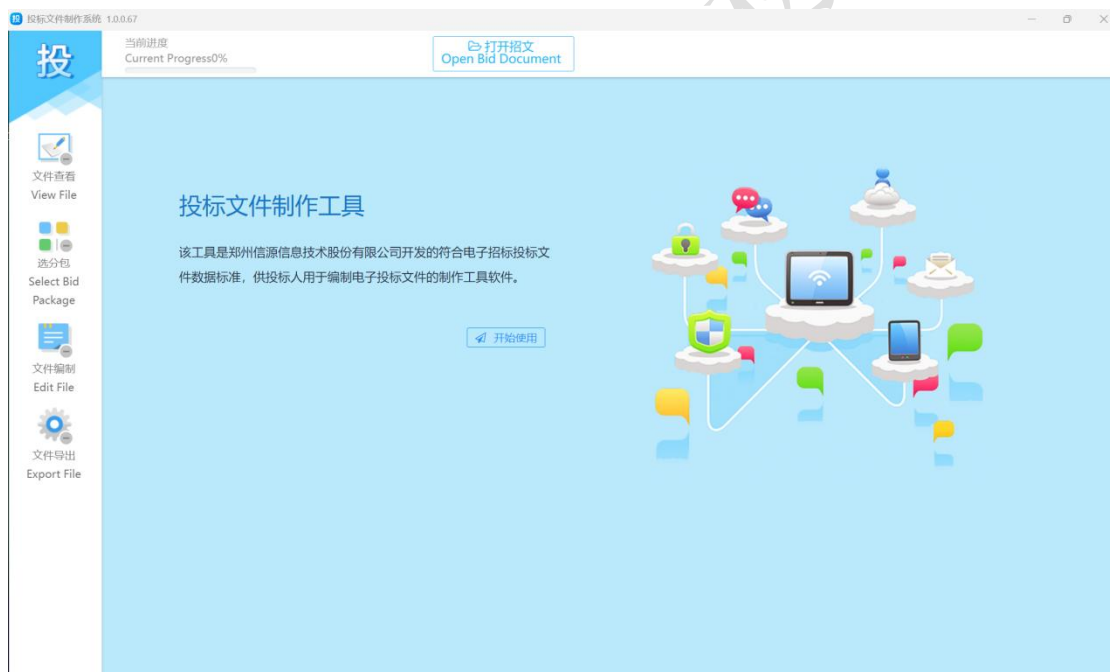 投 投标文件制作系统 1.0.0.67
投
当前进度
Current Progress0%
打开招文
Open Bid Document
文件查看
View File
选分包
Select Bid
Package
文件编制
Edit File
文件导出
Export File
投标文件制作工具
该工具是郑州信源信息技术股份有限公司开发的符合电子招标投标文
件数据标准，供投标人用于编制电子投标文件的制作工具软件。
开始使用